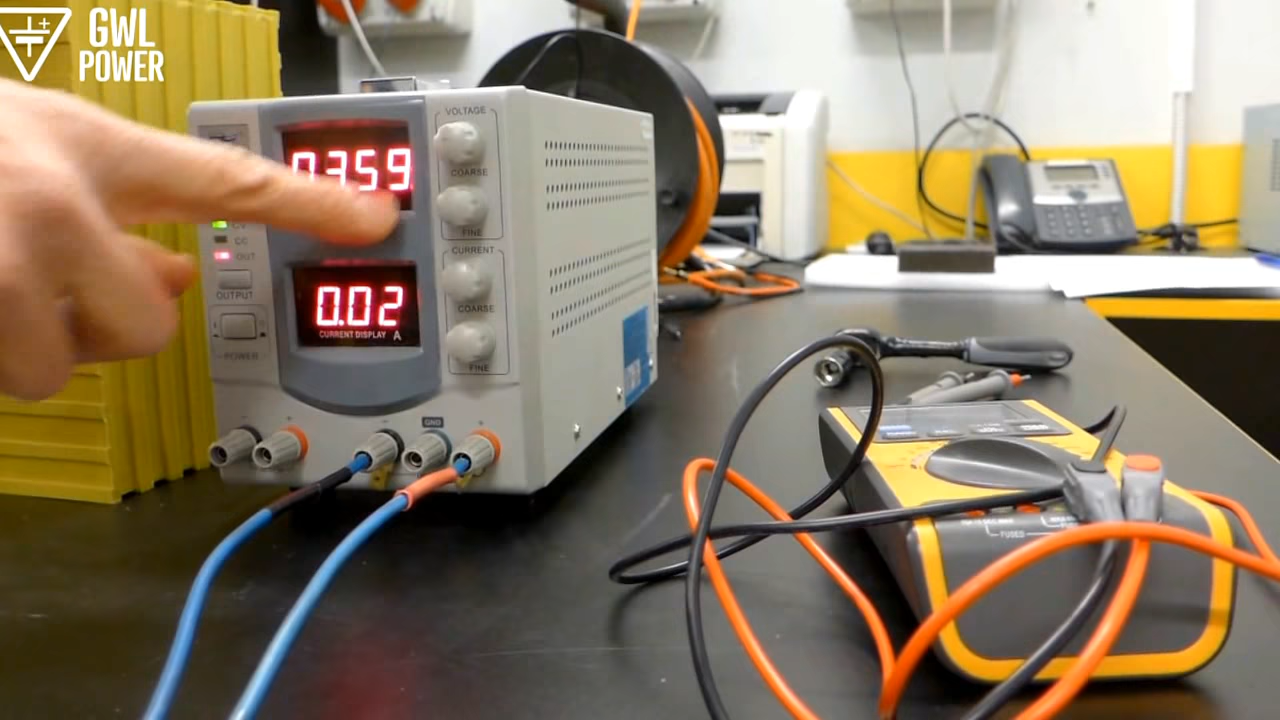 GWL
POWER
VOLTAGE
0.359
COARSE
FINE
CV
CC
OUT
CURRENT
OUTPUT
0.02
COARSE
CURRENT DISPLAY A
POWER
FINE
GND
FUSED